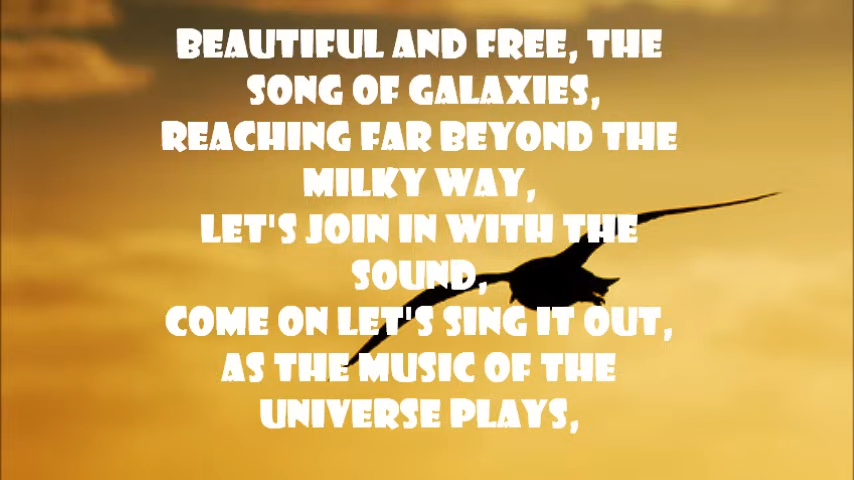 BEAUTIFUL AND FREE, THE
SONG OF GALAXIES,
REACHING FAR BEYOND THE
MILKY WAY,
LET'S JOIN IN WITH THE
SOUND,
COME ON LET'S SING IT OUT,
AS THE MUSIC OF THE
UNIVERSE PLAYS,